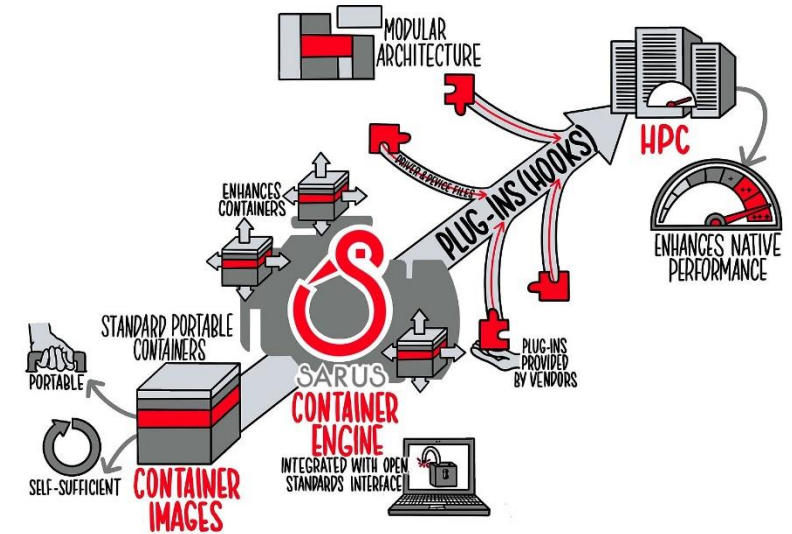 MODULAR
ARCHITECTURE
HPC
PLUG-INS (HOOKS)
DRIVER & DEVICE FILES
ENHANCES
CONTAINERS
ENHANCES NATIVE
PERFORMANCE
STANDARD PORTABLE
CONTAINERS
PORTABLE
SELF-SUFFICIENT
CONTAINER
IMAGES
SARUS
CONTAINER
ENGINE
INTEGRATED WITH OPEN
STANDARDS INTERFACE
PLUG-INS
PROVIDED
BY VENDORS
+
++
+++